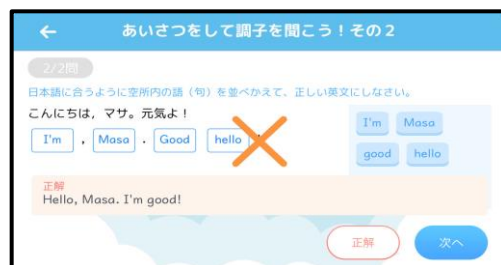 ← あいさつをして調子を聞こう！その２
2/2問
日本語に合うように空所内の語（句）を並べかえて、正しい英文にしなさい。
こんにちは，マサ。元気よ！
I'm , Masa . Good hello
I'm Masa
good hello
正解
Hello, Masa. I'm good!
正解 次へ